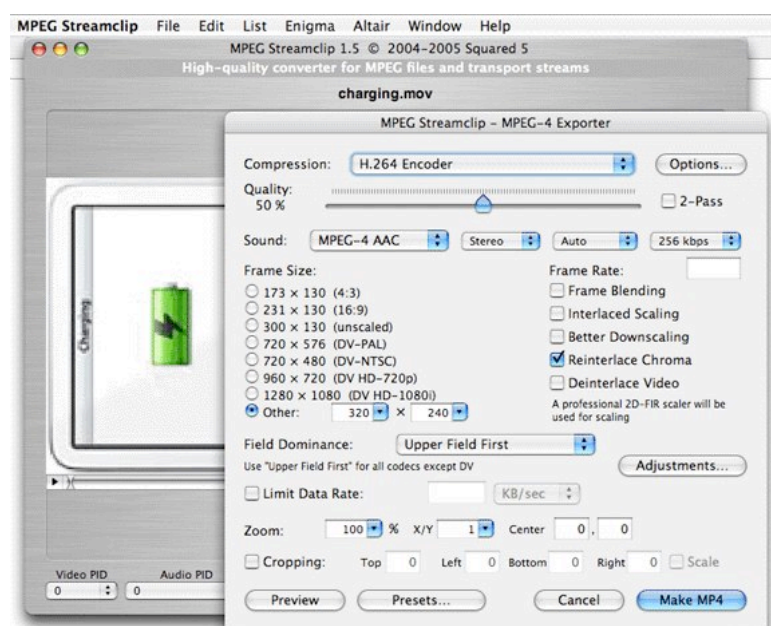 MPEG Streamclip File Edit List Enigma Altair Window Help
MPEG Streamclip 1.5 © 2004-2005 Squared 5
High-quality converter for MPEG files and transport streams
charging.mov
MPEG Streamclip - MPEG-4 Exporter
Compression: H.264 Encoder Options...
Quality:
50 % 2-Pass
Sound: MPEG-4 AAC Stereo Auto 256 kbps
Frame Size: Frame Rate:
173 × 130 (4:3) Frame Blending
231 × 130 (16:9) Interlaced Scaling
300 × 130 (unscaled) Better Downscaling
720 × 576 (DV-PAL) Reinterlace Chroma
720 × 480 (DV-NTSC) Deinterlace Video
960 × 720 (DV HD-720p)
1280 × 1080 (DV HD-1080i)
Other: 320 × 240
A professional 2D-FIR scaler will be
used for scaling
Charging
Field Dominance: Upper Field First
Use "Upper Field First" for all codecs except DV Adjustments...
Limit Data Rate: KB/sec
Zoom: 100 % X/Y 1 Center 0 , 0
Cropping: Top 0 Left 0 Bottom 0 Right 0 Scale
Video PID Audio PID
0 0
Preview Presets... Cancel Make MP4